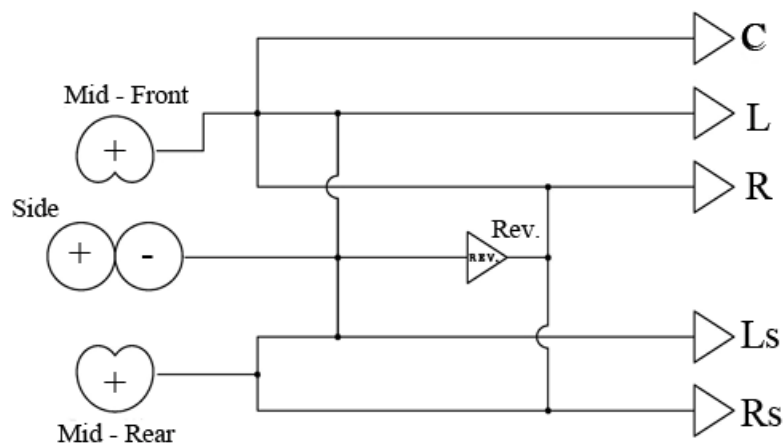 C
Mid - Front
L
+
R
Side
Rev.
+ -
REV.
Ls
+
Rs
Mid - Rear